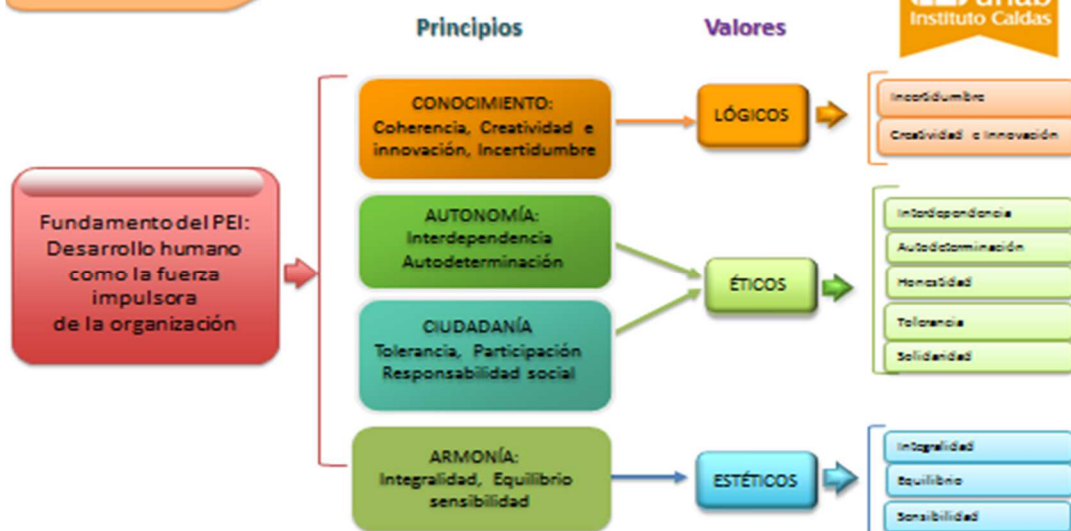 Principios
Valores
unab
Instituto Caldas
Fundamento del PEI:
Desarrollo humano
como la fuerza
impulsora
de la organización
CONOCIMIENTO:
Coherencia, Creatividad e
innovación, Incertidumbre
AUTONOMÍA:
Interdependencia
Autodeterminación
CIUDADANÍA
Tolerancia, Participación
Responsabilidad social
ARMONÍA:
Integralidad, Equilibrio
sensibilidad
LÓGICOS
ÉTICOS
ESTÉTICOS
Incertidumbre
Creatividad e Innovación
Interdependencia
Autodeterminación
Honestidad
Tolerancia
Solidaridad
Integralidad
Equilibrio
Sensibilidad